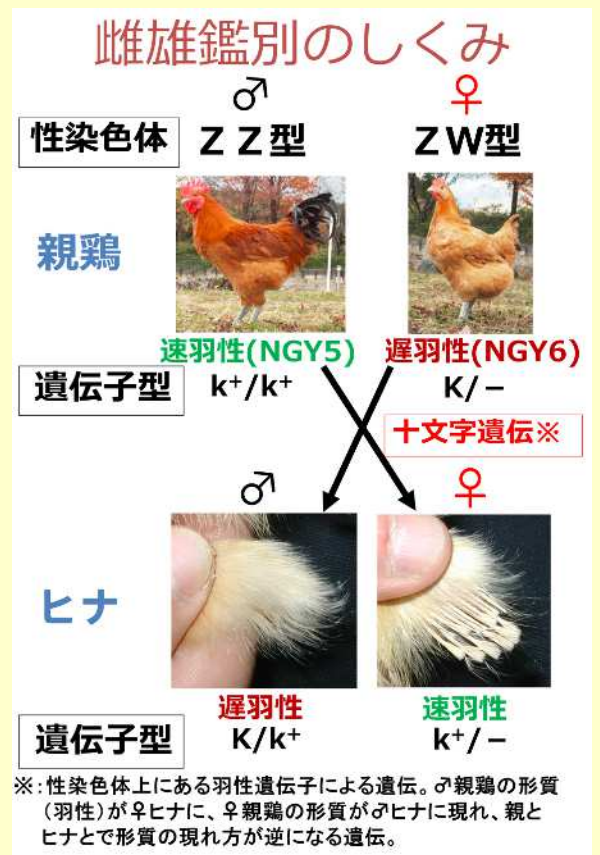 雌雄鑑別のしくみ
♂ ♀
性染色体 ZZ型 ZW型
親鶏
速羽性(NGY5) 遅羽性(NGY6)
遺伝子型 k⁺/k⁺ K/－
十文字遺伝※
♂ ♀
ヒナ
遅羽性 速羽性
遺伝子型 K/k⁺ k⁺/－
※:性染色体上にある羽性遺伝子による遺伝。♂親鶏の形質
(羽性)が♀ヒナに、♀親鶏の形質が♂ヒナに現れ、親と
ヒナとで形質の現れ方が逆になる遺伝。